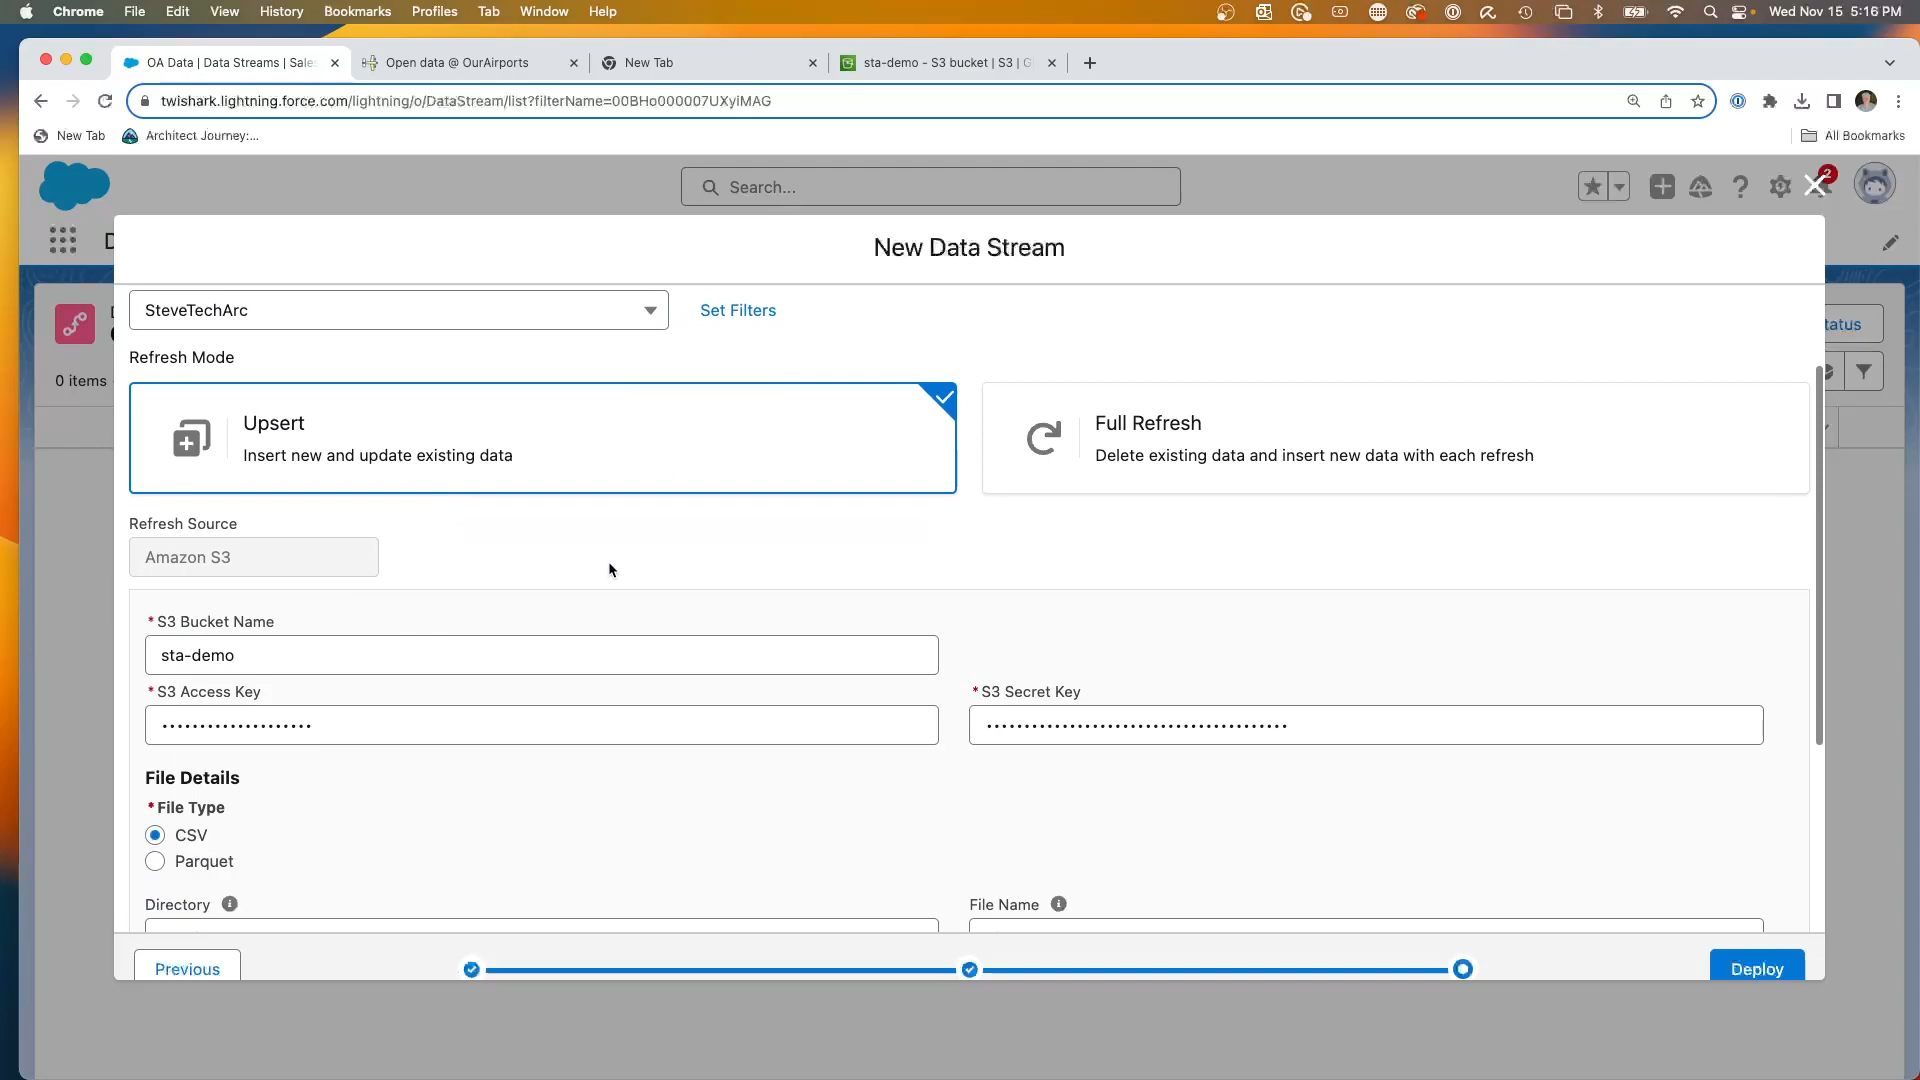 Chrome File Edit View History Bookmarks Profiles Tab Window Help Wed Nov 15 5:16 PM
OA Data | Data Streams | Sales Open data @ OurAirports New Tab sta-demo - S3 bucket | S3 | G
twishark.lightning.force.com/lightning/o/DataStream/list?filterName=00BHo000007UXyiMAG
New Tab Architect Journey:... All Bookmarks
Search... 2
New Data Stream
SteveTechArc Set Filters
tatus
Refresh Mode
0 items
Upsert
Insert new and update existing data
Full Refresh
Delete existing data and insert new data with each refresh
Refresh Source
Amazon S3
* S3 Bucket Name
sta-demo
* S3 Access Key * S3 Secret Key
File Details
* File Type
CSV
Parquet
Directory File Name
Previous Deploy